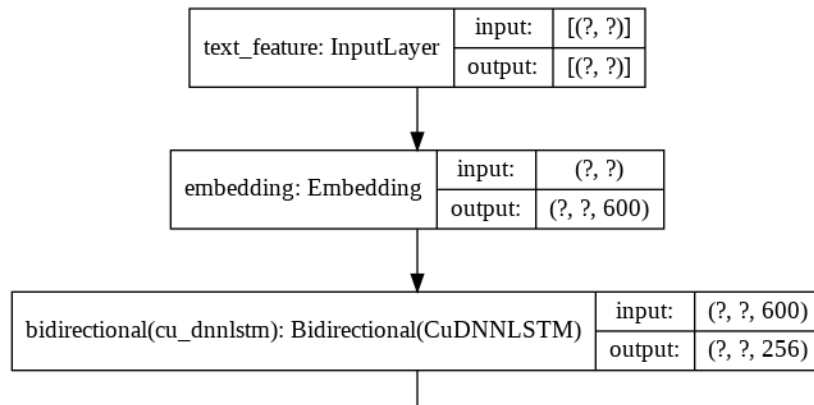 text_feature: InputLayer
input: [(?, ?)]
output: [(?, ?)]
embedding: Embedding
input: (?, ?)
output: (?, ?, 600)
bidirectional(cu_dnnlstm): Bidirectional(CuDNNLSTM)
input: (?, ?, 600)
output: (?, ?, 256)